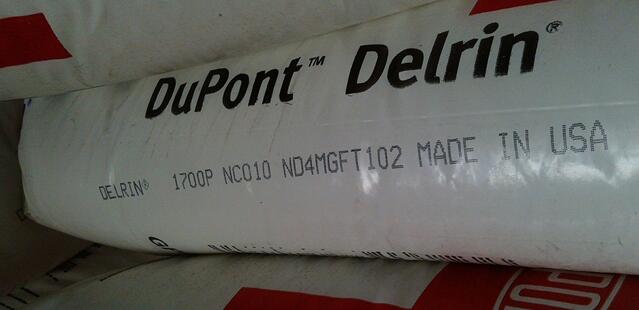 DuPont™ Delrin®
DELRIN® 1700P NC010 ND4MGFT102 MADE IN USA